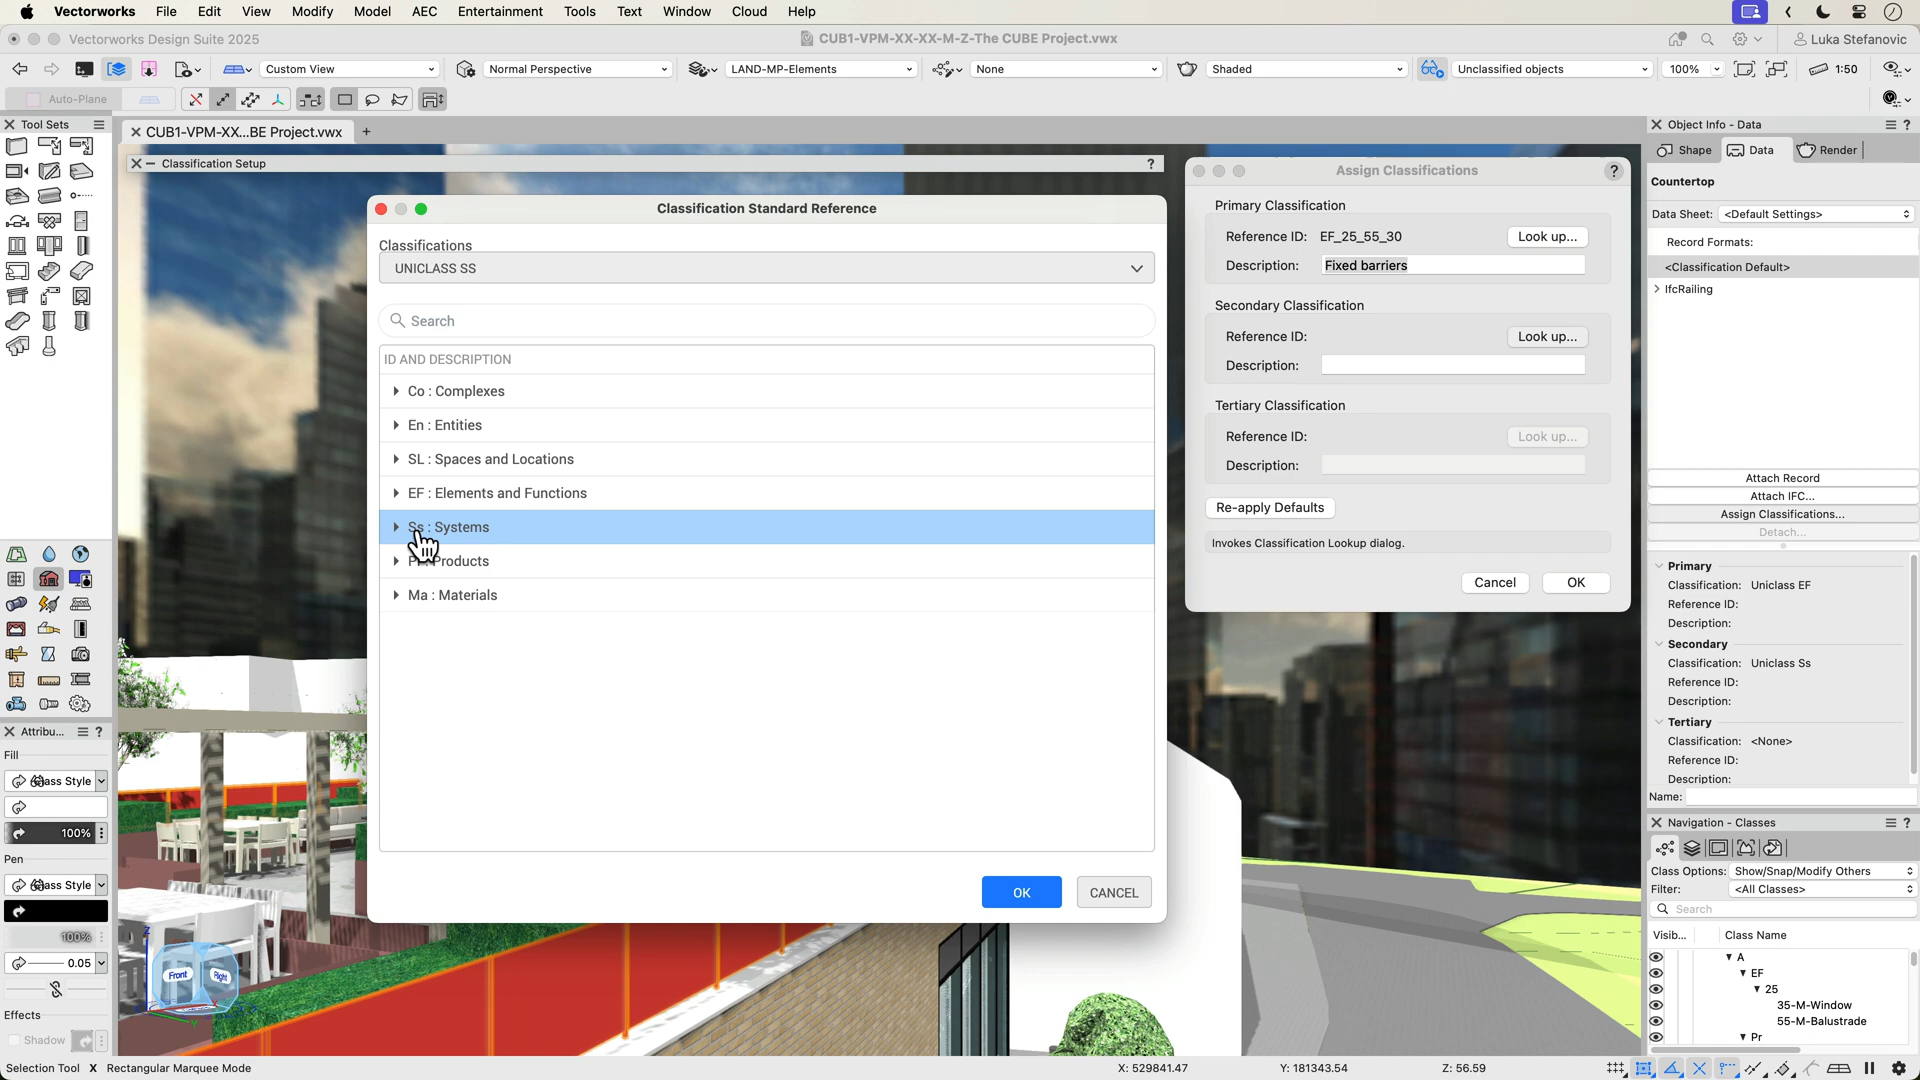 Vectorworks File Edit View Modify Model AEC Entertainment Tools Text Window Cloud Help
Vectorworks Design Suite 2025
CUB1-VPM-XX-XX-M-Z-The CUBE Project.vwx
Luka Stefanovic
Custom View
Normal Perspective
LAND-MP-Elements
None
Shaded
Unclassified objects
100%
1:50
Auto-Plane
Tool Sets
CUB1-VPM-XX...BE Project.vwx
Classification Setup
?
Classification Standard Reference
Classifications
UNICLASS SS
Search
ID AND DESCRIPTION
Co : Complexes
En : Entities
SL : Spaces and Locations
EF : Elements and Functions
Ss : Systems
Products
Ma : Materials
OK
CANCEL
Assign Classifications
?
Primary Classification
Reference ID: EF_25_55_30
Look up...
Description: Fixed barriers
Secondary Classification
Reference ID:
Look up...
Description:
Tertiary Classification
Reference ID:
Look up...
Description:
Re-apply Defaults
Invokes Classification Lookup dialog.
Cancel
OK
Object Info - Data
?
Shape
Data
Render
Countertop
Data Sheet: <Default Settings>
Record Formats:
<Classification Default>
IfcRailing
Attach Record
Attach IFC...
Assign Classifications...
Detach...
Primary
Classification: Uniclass EF
Reference ID:
Description:
Secondary
Classification: Uniclass Ss
Reference ID:
Description:
Tertiary
Classification: <None>
Reference ID:
Description:
Name:
Navigation - Classes
?
Class Options: Show/Snap/Modify Others
Filter: <All Classes>
Search
Visib...
Class Name
A
EF
25
35-M-Window
55-M-Balustrade
Pr
Attribu...
?
Fill
Class Style
100%
Pen
Class Style
100%
0.05
Effects
Shadow
Z
Front
Right
X
Y
Selection Tool X Rectangular Marquee Mode
X: 529841.47
Y: 181343.54
Z: 56.59